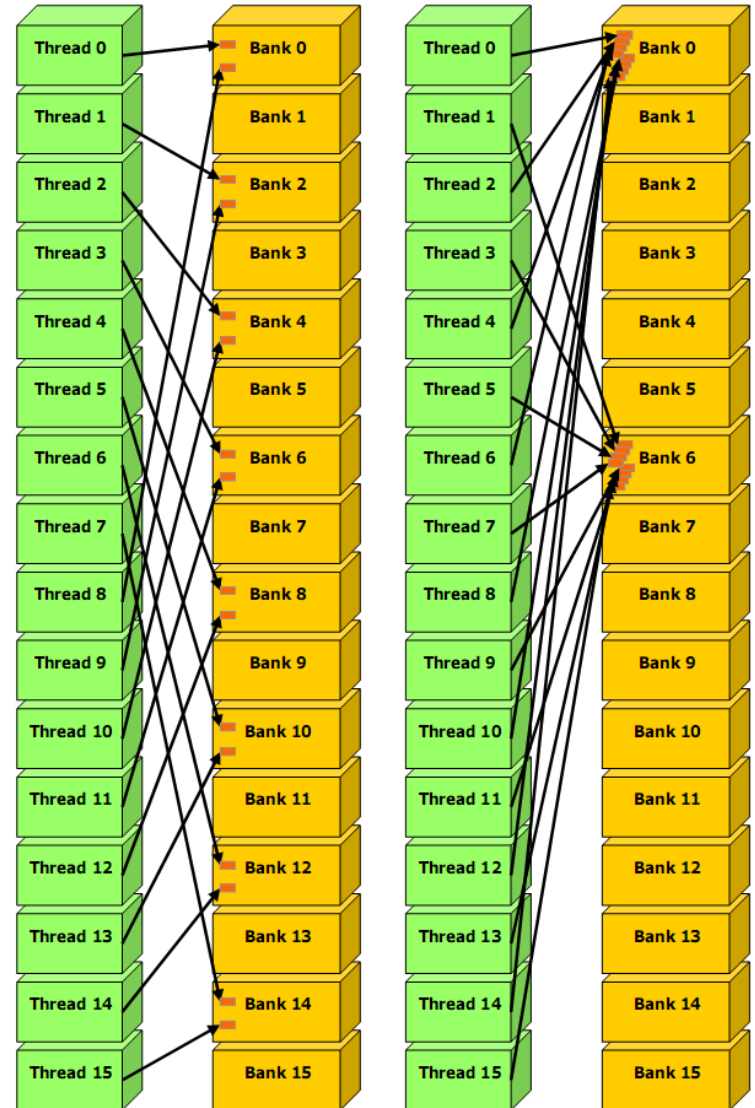 Thread 0
Bank 0
Thread 0
Bank 0
Thread 1
Bank 1
Thread 1
Bank 1
Thread 2
Bank 2
Thread 2
Bank 2
Thread 3
Bank 3
Thread 3
Bank 3
Thread 4
Bank 4
Thread 4
Bank 4
Thread 5
Bank 5
Thread 5
Bank 5
Thread 6
Bank 6
Thread 6
Bank 6
Thread 7
Bank 7
Thread 7
Bank 7
Thread 8
Bank 8
Thread 8
Bank 8
Thread 9
Bank 9
Thread 9
Bank 9
Thread 10
Bank 10
Thread 10
Bank 10
Thread 11
Bank 11
Thread 11
Bank 11
Thread 12
Bank 12
Thread 12
Bank 12
Thread 13
Bank 13
Thread 13
Bank 13
Thread 14
Bank 14
Thread 14
Bank 14
Thread 15
Bank 15
Thread 15
Bank 15